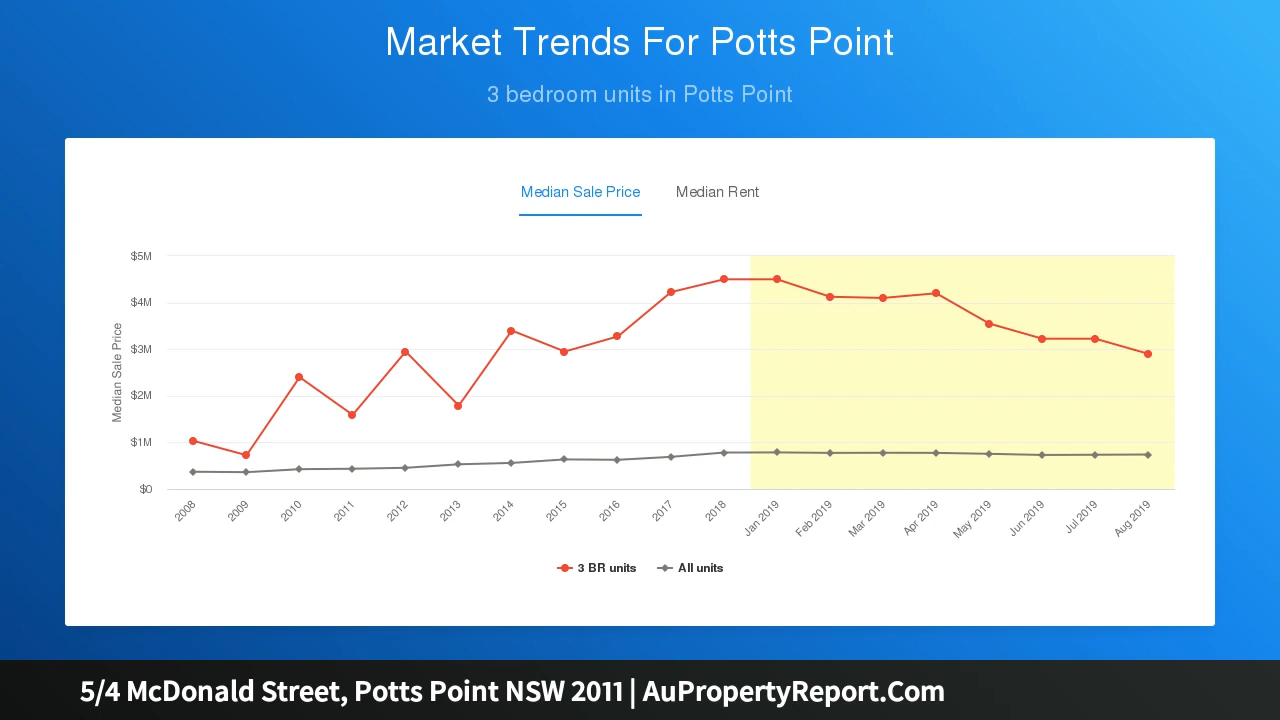 Market Trends For Potts Point
3 bedroom units in Potts Point
Median Sale Price Median Rent
Median Sale Price
$5M
$4M
$3M
$2M
$1M
$0
2008 2009 2010 2011 2012 2013 2014 2015 2016 2017 2018 Jan 2019 Feb 2019 Mar 2019 Apr 2019 May 2019 Jun 2019 Jul 2019 Aug 2019
3 BR units All units
5/4 McDonald Street, Potts Point NSW 2011 | AuPropertyReport.Com